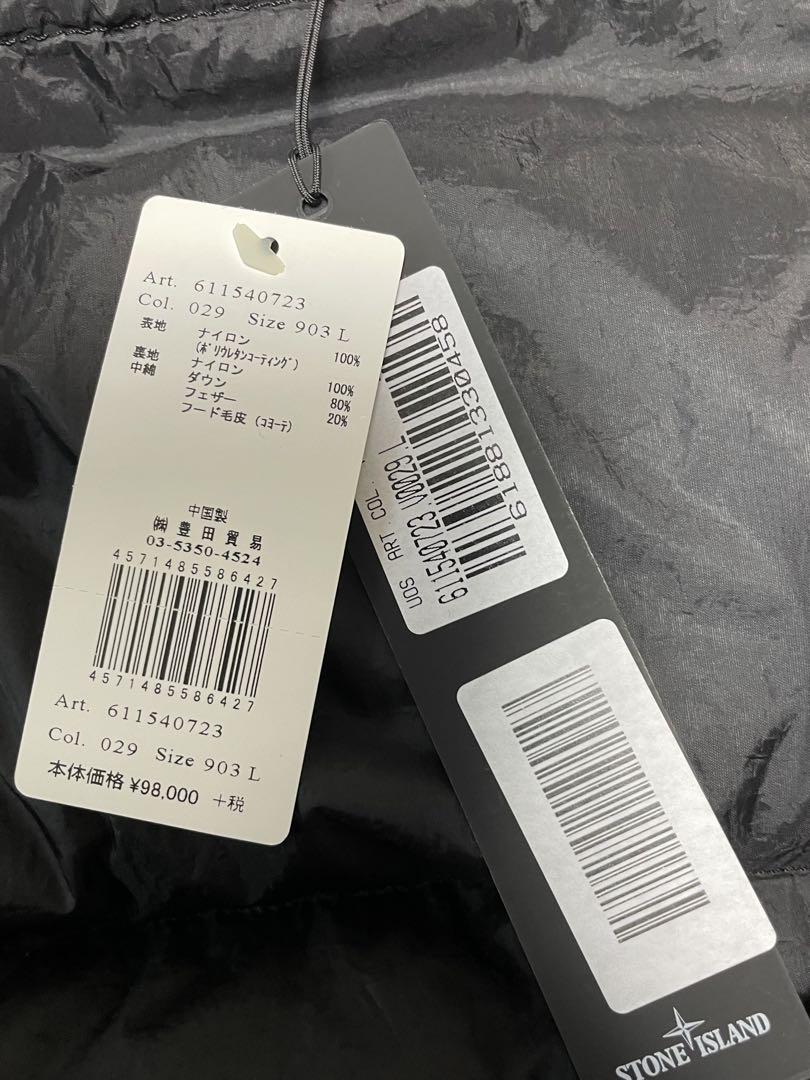 Art. 611540723
Col. 029 Size 903 L
表地 ナイロン
(ポリウレタンコーティング) 100%
裏地 ナイロン 100%
中綿 ダウン 80%
フェザー 20%
フード毛皮 (コヨーテ)
中国製
㈱ 豊田貿易
03-5350-4524
4571485586427
4571485586427
Art. 611540723
Col. 029 Size 903 L
本体価格 ¥98,000 +税
61881330458
UOS ART COL.
611540723 V0029 L
STONE ISLAND